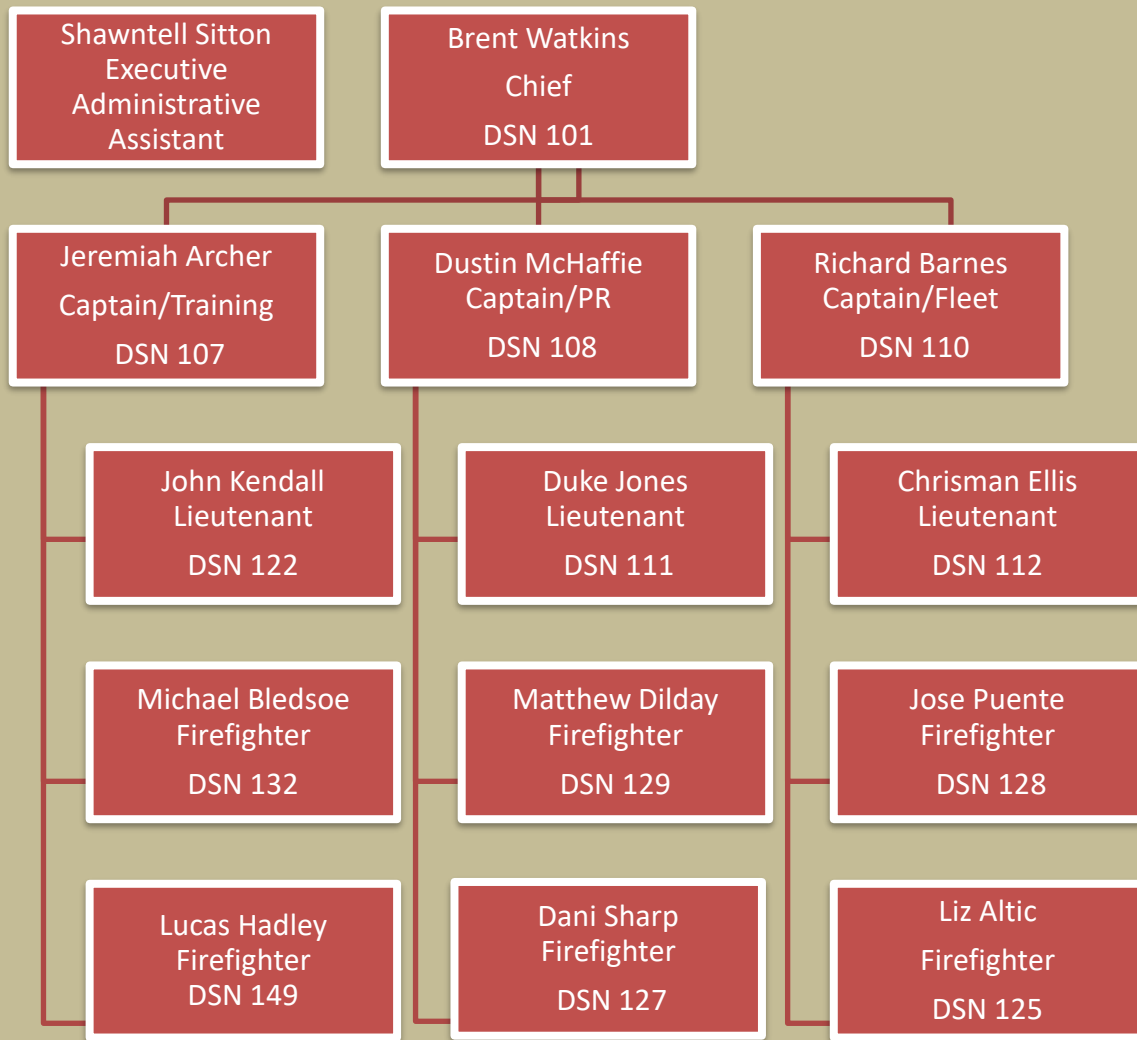 Shawntell Sitton
Executive
Administrative
Assistant
Brent Watkins
Chief
DSN 101
Jeremiah Archer
Captain/Training
DSN 107
Dustin McHaffie
Captain/PR
DSN 108
Richard Barnes
Captain/Fleet
DSN 110
John Kendall
Lieutenant
DSN 122
Duke Jones
Lieutenant
DSN 111
Chrisman Ellis
Lieutenant
DSN 112
Michael Bledsoe
Firefighter
DSN 132
Matthew Dilday
Firefighter
DSN 129
Jose Puente
Firefighter
DSN 128
Lucas Hadley
Firefighter
DSN 149
Dani Sharp
Firefighter
DSN 127
Liz Altic
Firefighter
DSN 125